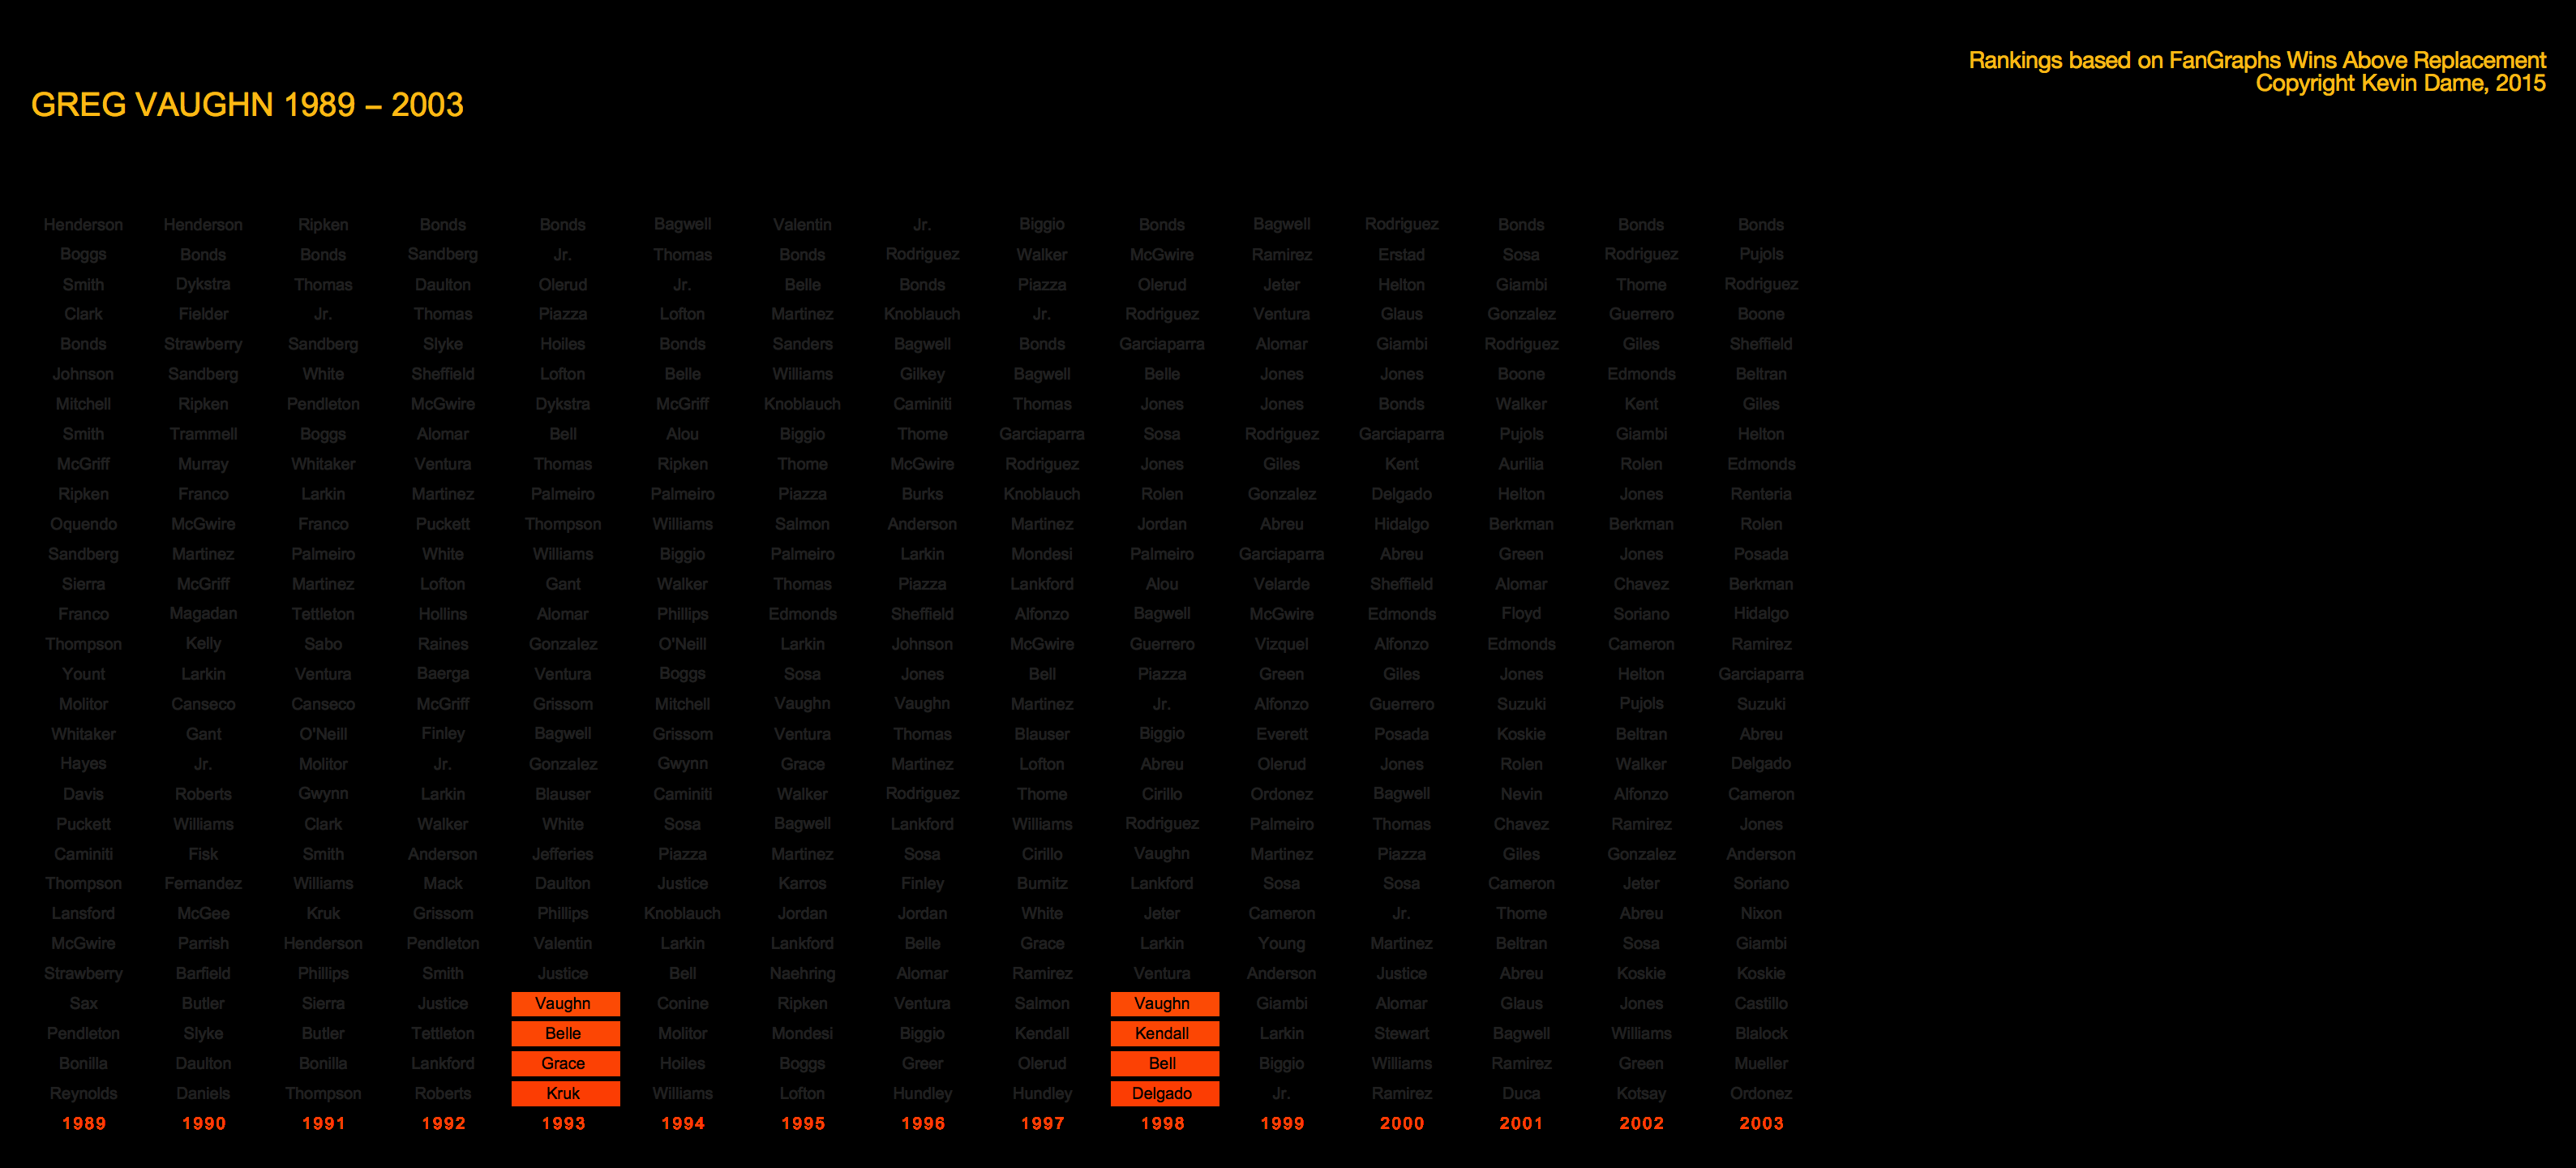 Rankings based on FanGraphs Wins Above Replacement
Copyright Kevin Dame, 2015
GREG VAUGHN 1989 – 2003
Henderson Henderson Ripken Bonds Bonds Bagwell Valentin Jr. Biggio Bonds Bagwell Rodriguez Bonds Bonds Bonds
Boggs Bonds Bonds Sandberg Jr. Thomas Bonds Rodriguez Walker McGwire Ramirez Erstad Sosa Rodriguez Pujols
Smith Dykstra Thomas Daulton Olerud Jr. Belle Bonds Piazza Olerud Jeter Helton Giambi Thome Rodriguez
Clark Fielder Jr. Thomas Piazza Lofton Martinez Knoblauch Jr. Rodriguez Ventura Glaus Gonzalez Guerrero Boone
Bonds Strawberry Sandberg Slyke Hoiles Bonds Sanders Bagwell Bonds Garciaparra Alomar Giambi Rodriguez Giles Sheffield
Johnson Sandberg White Sheffield Lofton Belle Williams Gilkey Bagwell Belle Jones Jones Boone Edmonds Beltran
Mitchell Ripken Pendleton McGwire Dykstra McGriff Knoblauch Caminiti Thomas Jones Jones Bonds Walker Kent Giles
Smith Trammell Boggs Alomar Bell Alou Biggio Thome Garciaparra Sosa Rodriguez Garciaparra Pujols Giambi Helton
McGriff Murray Whitaker Ventura Thomas Ripken Thome McGwire Rodriguez Jones Giles Kent Aurilia Rolen Edmonds
Ripken Franco Larkin Martinez Palmeiro Palmeiro Piazza Burks Knoblauch Rolen Gonzalez Delgado Helton Jones Renteria
Oquendo McGwire Franco Puckett Thompson Williams Salmon Anderson Martinez Jordan Abreu Hidalgo Berkman Berkman Rolen
Sandberg Martinez Palmeiro White Williams Biggio Palmeiro Larkin Mondesi Palmeiro Garciaparra Abreu Green Jones Posada
Sierra McGriff Martinez Lofton Gant Walker Thomas Piazza Lankford Alou Velarde Sheffield Alomar Chavez Berkman
Franco Magadan Tettleton Hollins Alomar Phillips Edmonds Sheffield Alfonzo Bagwell McGwire Edmonds Floyd Soriano Hidalgo
Thompson Kelly Sabo Raines Gonzalez O'Neill Larkin Johnson McGwire Guerrero Vizquel Alfonzo Edmonds Cameron Ramirez
Yount Larkin Ventura Baerga Ventura Boggs Sosa Jones Bell Piazza Green Giles Jones Helton Garciaparra
Molitor Canseco Canseco McGriff Grissom Mitchell Vaughn Vaughn Martinez Jr. Alfonzo Guerrero Suzuki Pujols Suzuki
Whitaker Gant O'Neill Finley Bagwell Grissom Ventura Thomas Blauser Biggio Everett Posada Koskie Beltran Abreu
Hayes Jr. Molitor Jr. Gonzalez Gwynn Grace Martinez Lofton Abreu Olerud Jones Rolen Walker Delgado
Davis Roberts Gwynn Larkin Blauser Caminiti Walker Rodriguez Thome Cirillo Ordonez Bagwell Nevin Alfonzo Cameron
Puckett Williams Clark Walker White Sosa Bagwell Lankford Williams Rodriguez Palmeiro Thomas Chavez Ramirez Jones
Caminiti Fisk Smith Anderson Jefferies Piazza Martinez Sosa Cirillo Vaughn Martinez Piazza Giles Gonzalez Anderson
Thompson Fernandez Williams Mack Daulton Justice Karros Finley Burnitz Lankford Sosa Sosa Cameron Jeter Soriano
Lansford McGee Kruk Grissom Phillips Knoblauch Jordan Jordan White Jeter Cameron Jr. Thome Abreu Nixon
McGwire Parrish Henderson Pendleton Valentin Larkin Lankford Belle Grace Larkin Young Martinez Beltran Sosa Giambi
Strawberry Barfield Phillips Smith Justice Bell Naehring Alomar Ramirez Ventura Anderson Justice Abreu Koskie Koskie
Sax Butler Sierra Justice Vaughn Conine Ripken Ventura Salmon Vaughn Giambi Alomar Glaus Jones Castillo
Pendleton Slyke Butler Tettleton Belle Molitor Mondesi Biggio Kendall Kendall Larkin Stewart Bagwell Williams Blalock
Bonilla Daulton Bonilla Lankford Grace Hoiles Boggs Greer Olerud Bell Biggio Williams Ramirez Green Mueller
Reynolds Daniels Thompson Roberts Kruk Williams Lofton Hundley Hundley Delgado Jr. Ramirez Duca Kotsay Ordonez
1989 1990 1991 1992 1993 1994 1995 1996 1997 1998 1999 2000 2001 2002 2003